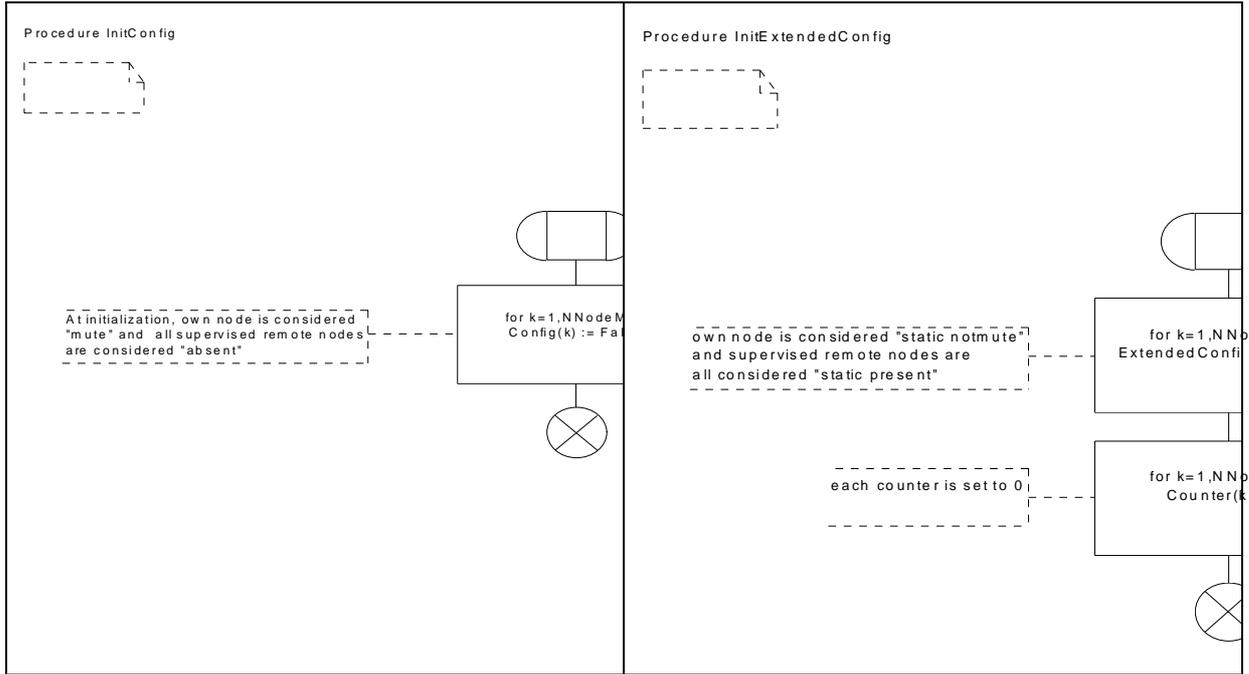 Procedure InitConfig
At initialization, own node is considered
"mute" and all supervised remote nodes
are considered "absent"
for k=1,NNodeM
Config(k) := Fal
Procedure InitExtendedConfig
own node is considered "static notmute"
and supervised remote nodes are
all considered "static present"
for k=1,NNo
ExtendedConfi
each counter is set to 0
for k=1,NNo
Counter(k